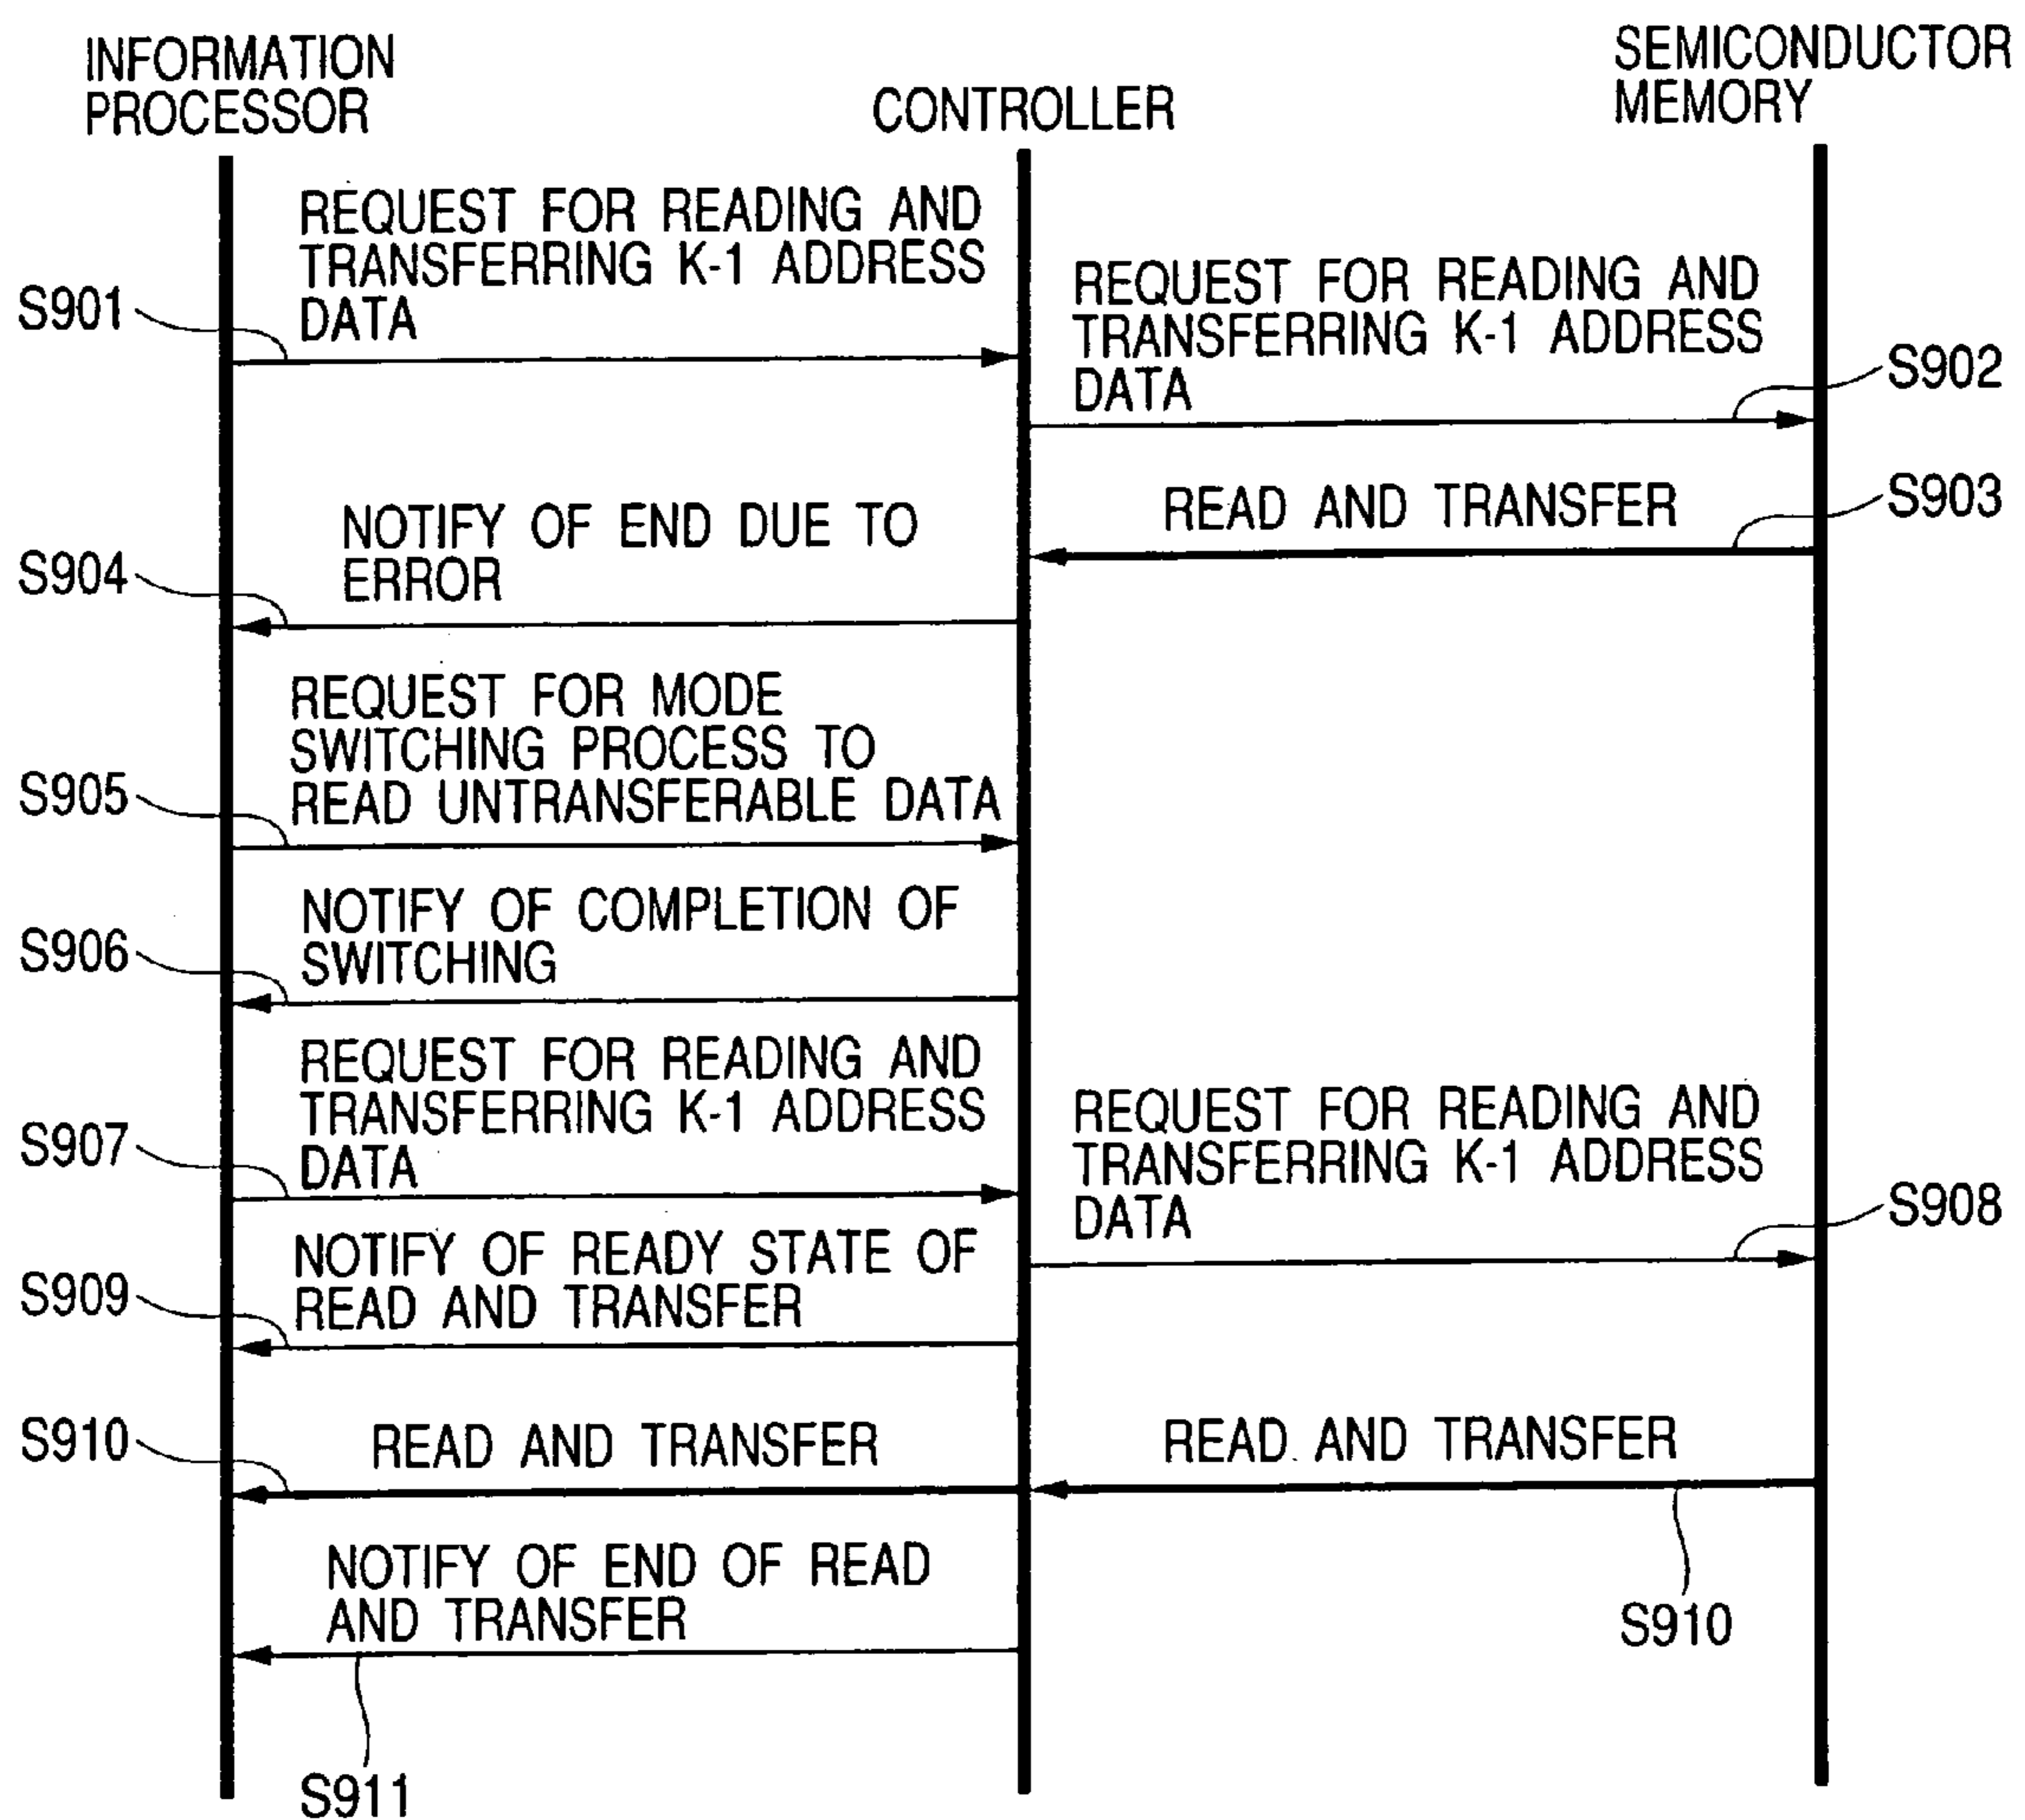 INFORMATION
PROCESSOR
CONTROLLER
SEMICONDUCTOR
MEMORY
REQUEST FOR READING AND
TRANSFERRING K-1 ADDRESS
DATA
S901
REQUEST FOR READING AND
TRANSFERRING K-1 ADDRESS
DATA
S902
READ AND TRANSFER
S903
NOTIFY OF END DUE TO
ERROR
S904
REQUEST FOR MODE
SWITCHING PROCESS TO
READ UNTRANSFERABLE DATA
S905
NOTIFY OF COMPLETION OF
SWITCHING
S906
REQUEST FOR READING AND
TRANSFERRING K-1 ADDRESS
DATA
S907
REQUEST FOR READING AND
TRANSFERRING K-1 ADDRESS
DATA
S908
NOTIFY OF READY STATE OF
READ AND TRANSFER
S909
READ AND TRANSFER
S910
READ AND TRANSFER
S910
NOTIFY OF END OF READ
AND TRANSFER
S911